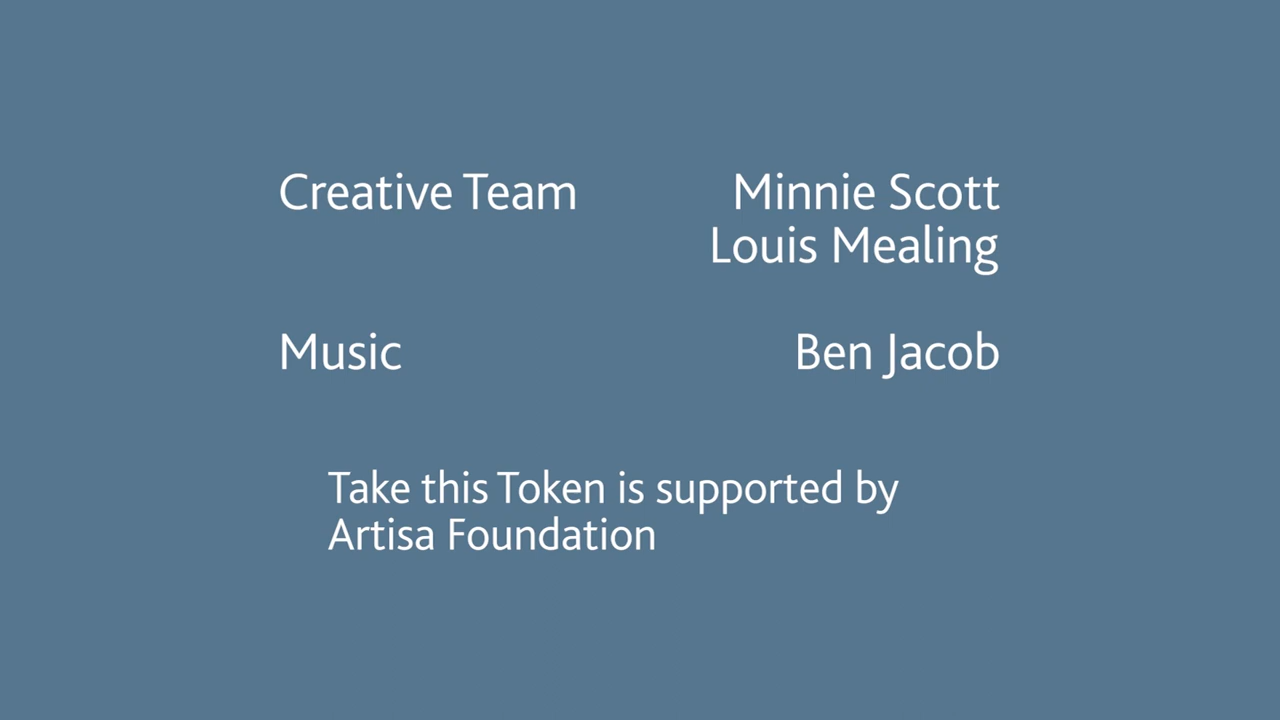 Creative Team Minnie Scott
Louis Mealing
Music Ben Jacob
Take this Token is supported by
Artisa Foundation